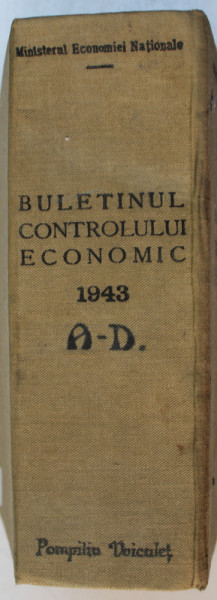 Ministerul Economiei Naționale
BULETINUL
CONTROLULUI
ECONOMIC
1943
A-D.
Pompiliu Voiculeț